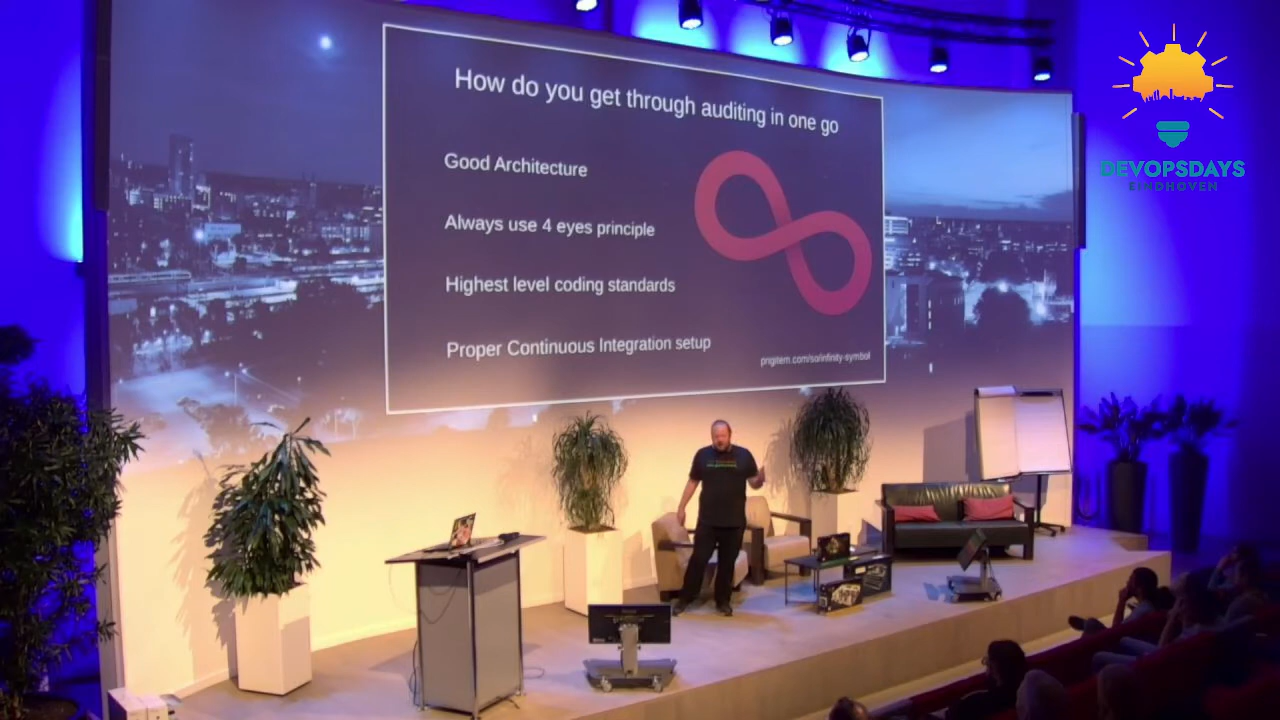 How do you get through auditing in one go
Good Architecture
Always use 4 eyes principle
Highest level coding standards
Proper Continuous Integration setup
pngitem.com/so/infinity-symbol
DEVOPSDAYS
EINDHOVEN